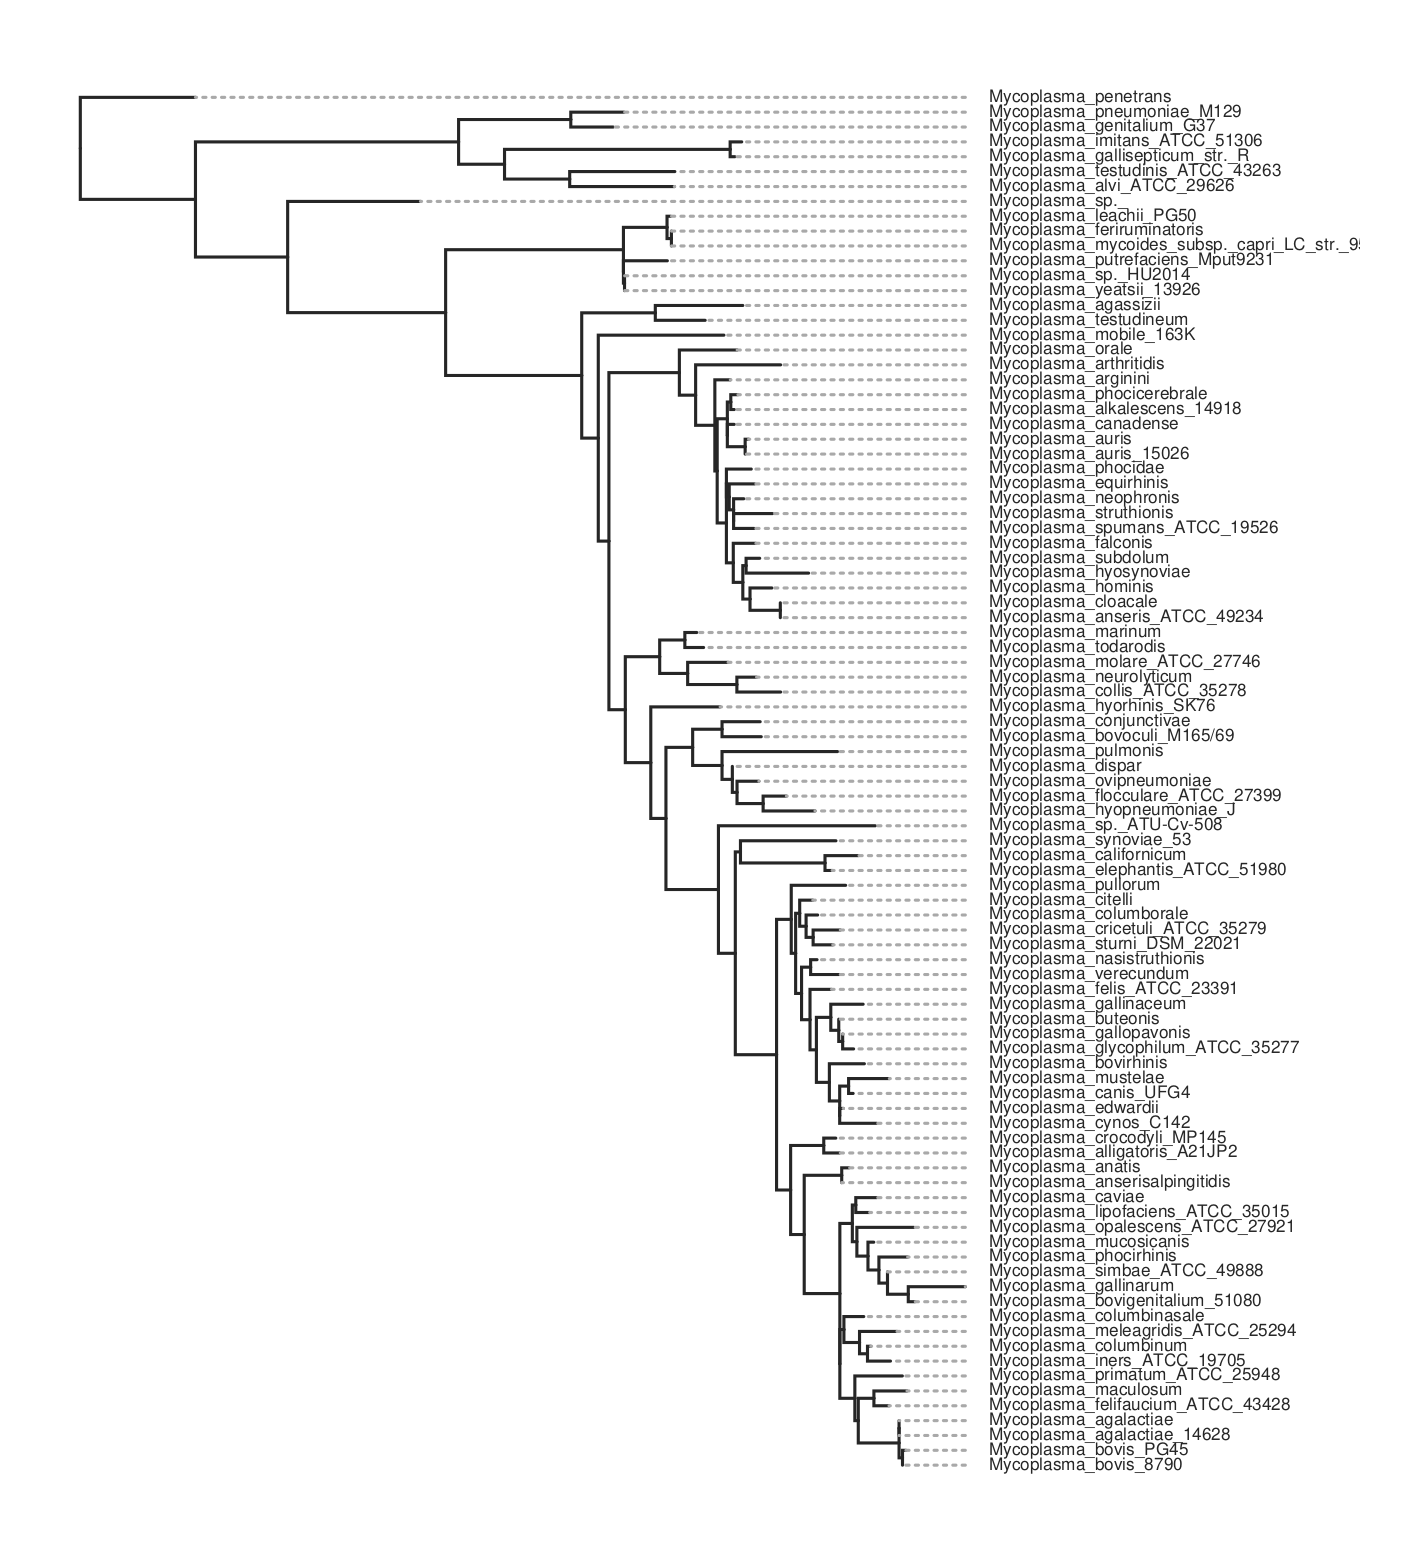 Mycoplasma_penetrans
Mycoplasma_pneumoniae_M129
Mycoplasma_genitalium_G37
Mycoplasma_imitans_ATCC_51306
Mycoplasma_gallisepticum_str._R
Mycoplasma_testudinis_ATCC_43263
Mycoplasma_alvi_ATCC_29626
Mycoplasma_sp._
Mycoplasma_leachii_PG50
Mycoplasma_feriruminatoris
Mycoplasma_mycoides_subsp._capri_LC_str._9
Mycoplasma_putrefaciens_Mput9231
Mycoplasma_sp._HU2014
Mycoplasma_yeatsii_13926
Mycoplasma_agassizii
Mycoplasma_testudineum
Mycoplasma_mobile_163K
Mycoplasma_orale
Mycoplasma_arthritidis
Mycoplasma_arginini
Mycoplasma_phocicerebrale
Mycoplasma_alkalescens_14918
Mycoplasma_canadense
Mycoplasma_auris
Mycoplasma_auris_15026
Mycoplasma_phocidae
Mycoplasma_equirhinis
Mycoplasma_neophronis
Mycoplasma_struthionis
Mycoplasma_spumans_ATCC_19526
Mycoplasma_falconis
Mycoplasma_subdolum
Mycoplasma_hyosynoviae
Mycoplasma_hominis
Mycoplasma_cloacale
Mycoplasma_anseris_ATCC_49234
Mycoplasma_marinum
Mycoplasma_todarodis
Mycoplasma_molare_ATCC_27746
Mycoplasma_neurolyticum
Mycoplasma_collis_ATCC_35278
Mycoplasma_hyorhinis_SK76
Mycoplasma_conjunctivae
Mycoplasma_bovoculi_M165/69
Mycoplasma_pulmonis
Mycoplasma_dispar
Mycoplasma_ovipneumoniae
Mycoplasma_flocculare_ATCC_27399
Mycoplasma_hyopneumoniae_J
Mycoplasma_sp._ATU-Cv-508
Mycoplasma_synoviae_53
Mycoplasma_californicum
Mycoplasma_elephantis_ATCC_51980
Mycoplasma_pullorum
Mycoplasma_citelli
Mycoplasma_columborale
Mycoplasma_cricetuli_ATCC_35279
Mycoplasma_sturni_DSM_22021
Mycoplasma_nasistruthionis
Mycoplasma_verecundum
Mycoplasma_felis_ATCC_23391
Mycoplasma_gallinaceum
Mycoplasma_buteonis
Mycoplasma_gallopavonis
Mycoplasma_glycophilum_ATCC_35277
Mycoplasma_bovirhinis
Mycoplasma_mustelae
Mycoplasma_canis_UFG4
Mycoplasma_edwardii
Mycoplasma_cynos_C142
Mycoplasma_crocodyli_MP145
Mycoplasma_alligatoris_A21JP2
Mycoplasma_anatis
Mycoplasma_anserisalpingitidis
Mycoplasma_caviae
Mycoplasma_lipofaciens_ATCC_35015
Mycoplasma_opalescens_ATCC_27921
Mycoplasma_mucosicanis
Mycoplasma_phocirhinis
Mycoplasma_simbae_ATCC_49888
Mycoplasma_gallinarum
Mycoplasma_bovigenitalium_51080
Mycoplasma_columbinasale
Mycoplasma_meleagridis_ATCC_25294
Mycoplasma_columbinum
Mycoplasma_iners_ATCC_19705
Mycoplasma_primatum_ATCC_25948
Mycoplasma_maculosum
Mycoplasma_felifaucium_ATCC_43428
Mycoplasma_agalactiae
Mycoplasma_agalactiae_14628
Mycoplasma_bovis_PG45
Mycoplasma_bovis_8790